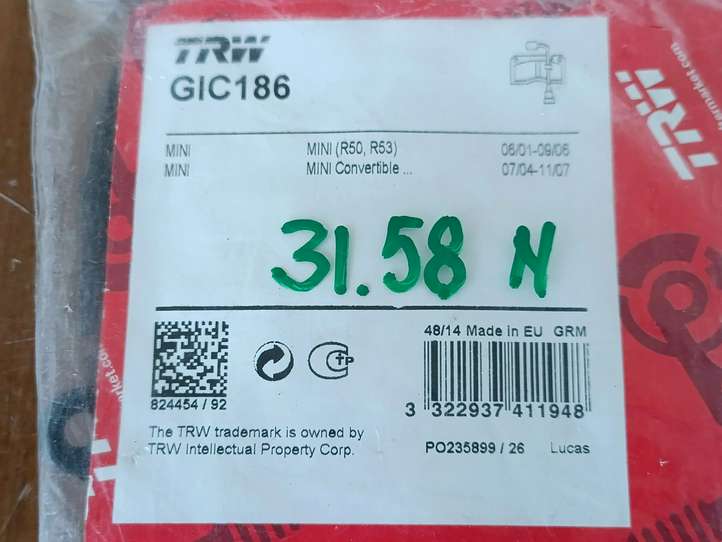 TRW
GIC186
MINI MINI (R50, R53) 06/01-09/06
MINI MINI Convertible ... 07/04-11/07
31.58 N
48/14 Made in EU GRM
824454 / 92
3 322937 411948
The TRW trademark is owned by
TRW Intellectual Property Corp.
PO235899 / 26 Lucas
TRW
market.com